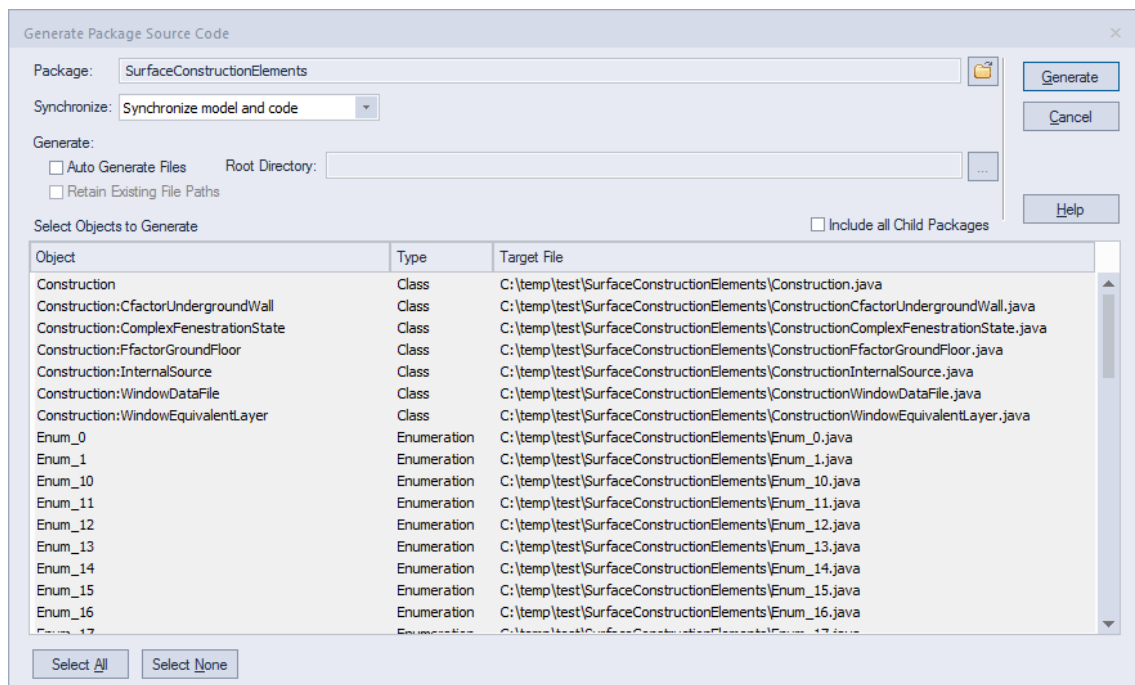 Generate Package Source Code
Package: SurfaceConstructionElements
Generate
Synchronize: Synchronize model and code
Cancel
Generate:
Auto Generate Files Root Directory: ...
Retain Existing File Paths
Help
Select Objects to Generate Include all Child Packages
Object Type Target File
Construction Class C:\temp\test\SurfaceConstructionElements\Construction.java
Construction:CfactorUndergroundWall Class C:\temp\test\SurfaceConstructionElements\ConstructionCfactorUndergroundWall.java
Construction:ComplexFenestrationState Class C:\temp\test\SurfaceConstructionElements\ConstructionComplexFenestrationState.java
Construction:FfactorGroundFloor Class C:\temp\test\SurfaceConstructionElements\ConstructionFfactorGroundFloor.java
Construction:InternalSource Class C:\temp\test\SurfaceConstructionElements\ConstructionInternalSource.java
Construction:WindowDataFile Class C:\temp\test\SurfaceConstructionElements\ConstructionWindowDataFile.java
Construction:WindowEquivalentLayer Class C:\temp\test\SurfaceConstructionElements\ConstructionWindowEquivalentLayer.java
Enum_0 Enumeration C:\temp\test\SurfaceConstructionElements\Enum_0.java
Enum_1 Enumeration C:\temp\test\SurfaceConstructionElements\Enum_1.java
Enum_10 Enumeration C:\temp\test\SurfaceConstructionElements\Enum_10.java
Enum_11 Enumeration C:\temp\test\SurfaceConstructionElements\Enum_11.java
Enum_12 Enumeration C:\temp\test\SurfaceConstructionElements\Enum_12.java
Enum_13 Enumeration C:\temp\test\SurfaceConstructionElements\Enum_13.java
Enum_14 Enumeration C:\temp\test\SurfaceConstructionElements\Enum_14.java
Enum_15 Enumeration C:\temp\test\SurfaceConstructionElements\Enum_15.java
Enum_16 Enumeration C:\temp\test\SurfaceConstructionElements\Enum_16.java
Enum_17 Enumeration C:\temp\test\SurfaceConstructionElements\Enum_17.java
Select All Select None